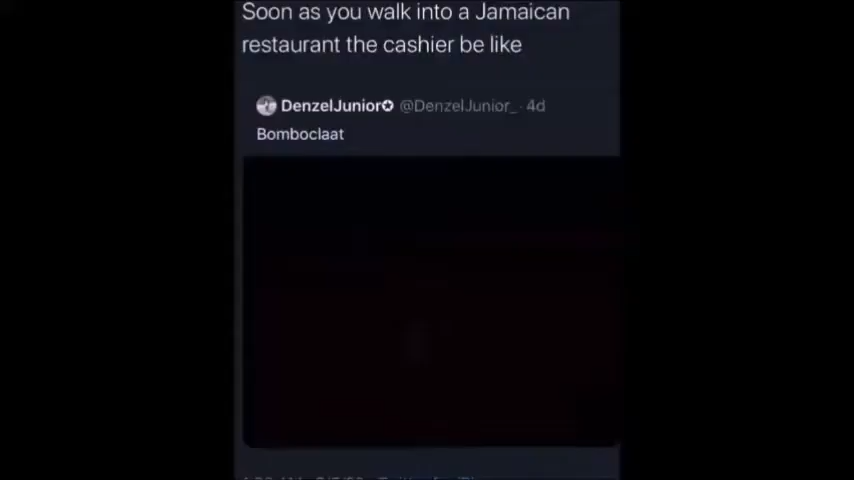 Soon as you walk into a Jamaican
restaurant the cashier be like
DenzelJunior✪ @DenzelJunior_ · 4d
Bomboclaat